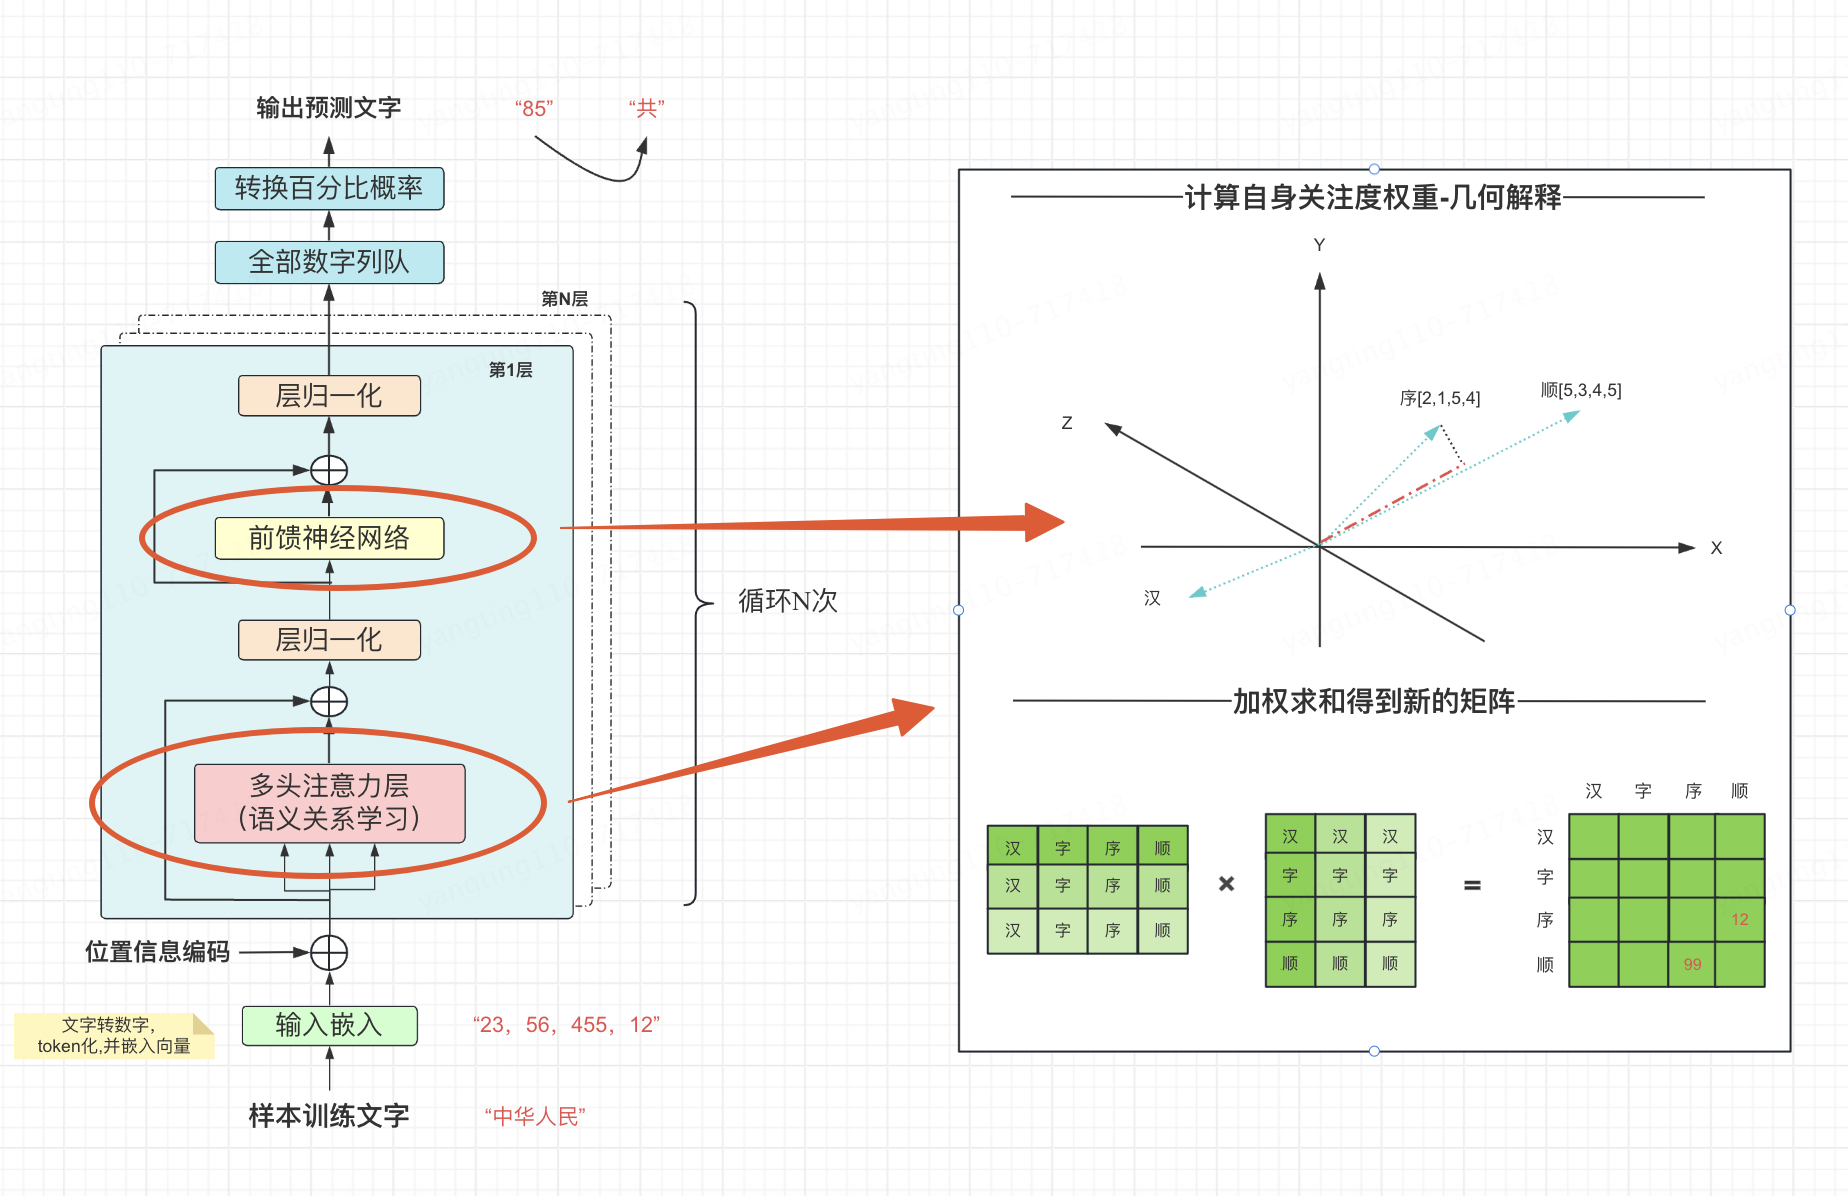 输出预测文字
“85”
“共”
转换百分比概率
全部数字列队
第N层
第1层
层归一化
前馈神经网络
层归一化
循环N次
多头注意力层
(语义关系学习)
位置信息编码
输入嵌入
“23，56，455，12”
文字转数字，
token化,并嵌入向量
样本训练文字
“中华人民”
计算自身关注度权重-几何解释
Y
序[2,1,5,4]
顺[5,3,4,5]
Z
X
汉
加权求和得到新的矩阵
汉 字 序 顺
汉 字 序 顺
汉 字 序 顺
×
汉 汉 汉
字 字 字
序 序 序
顺 顺 顺
=
汉 字 序 顺
汉
字
序 12
顺 99
yangting110-717418